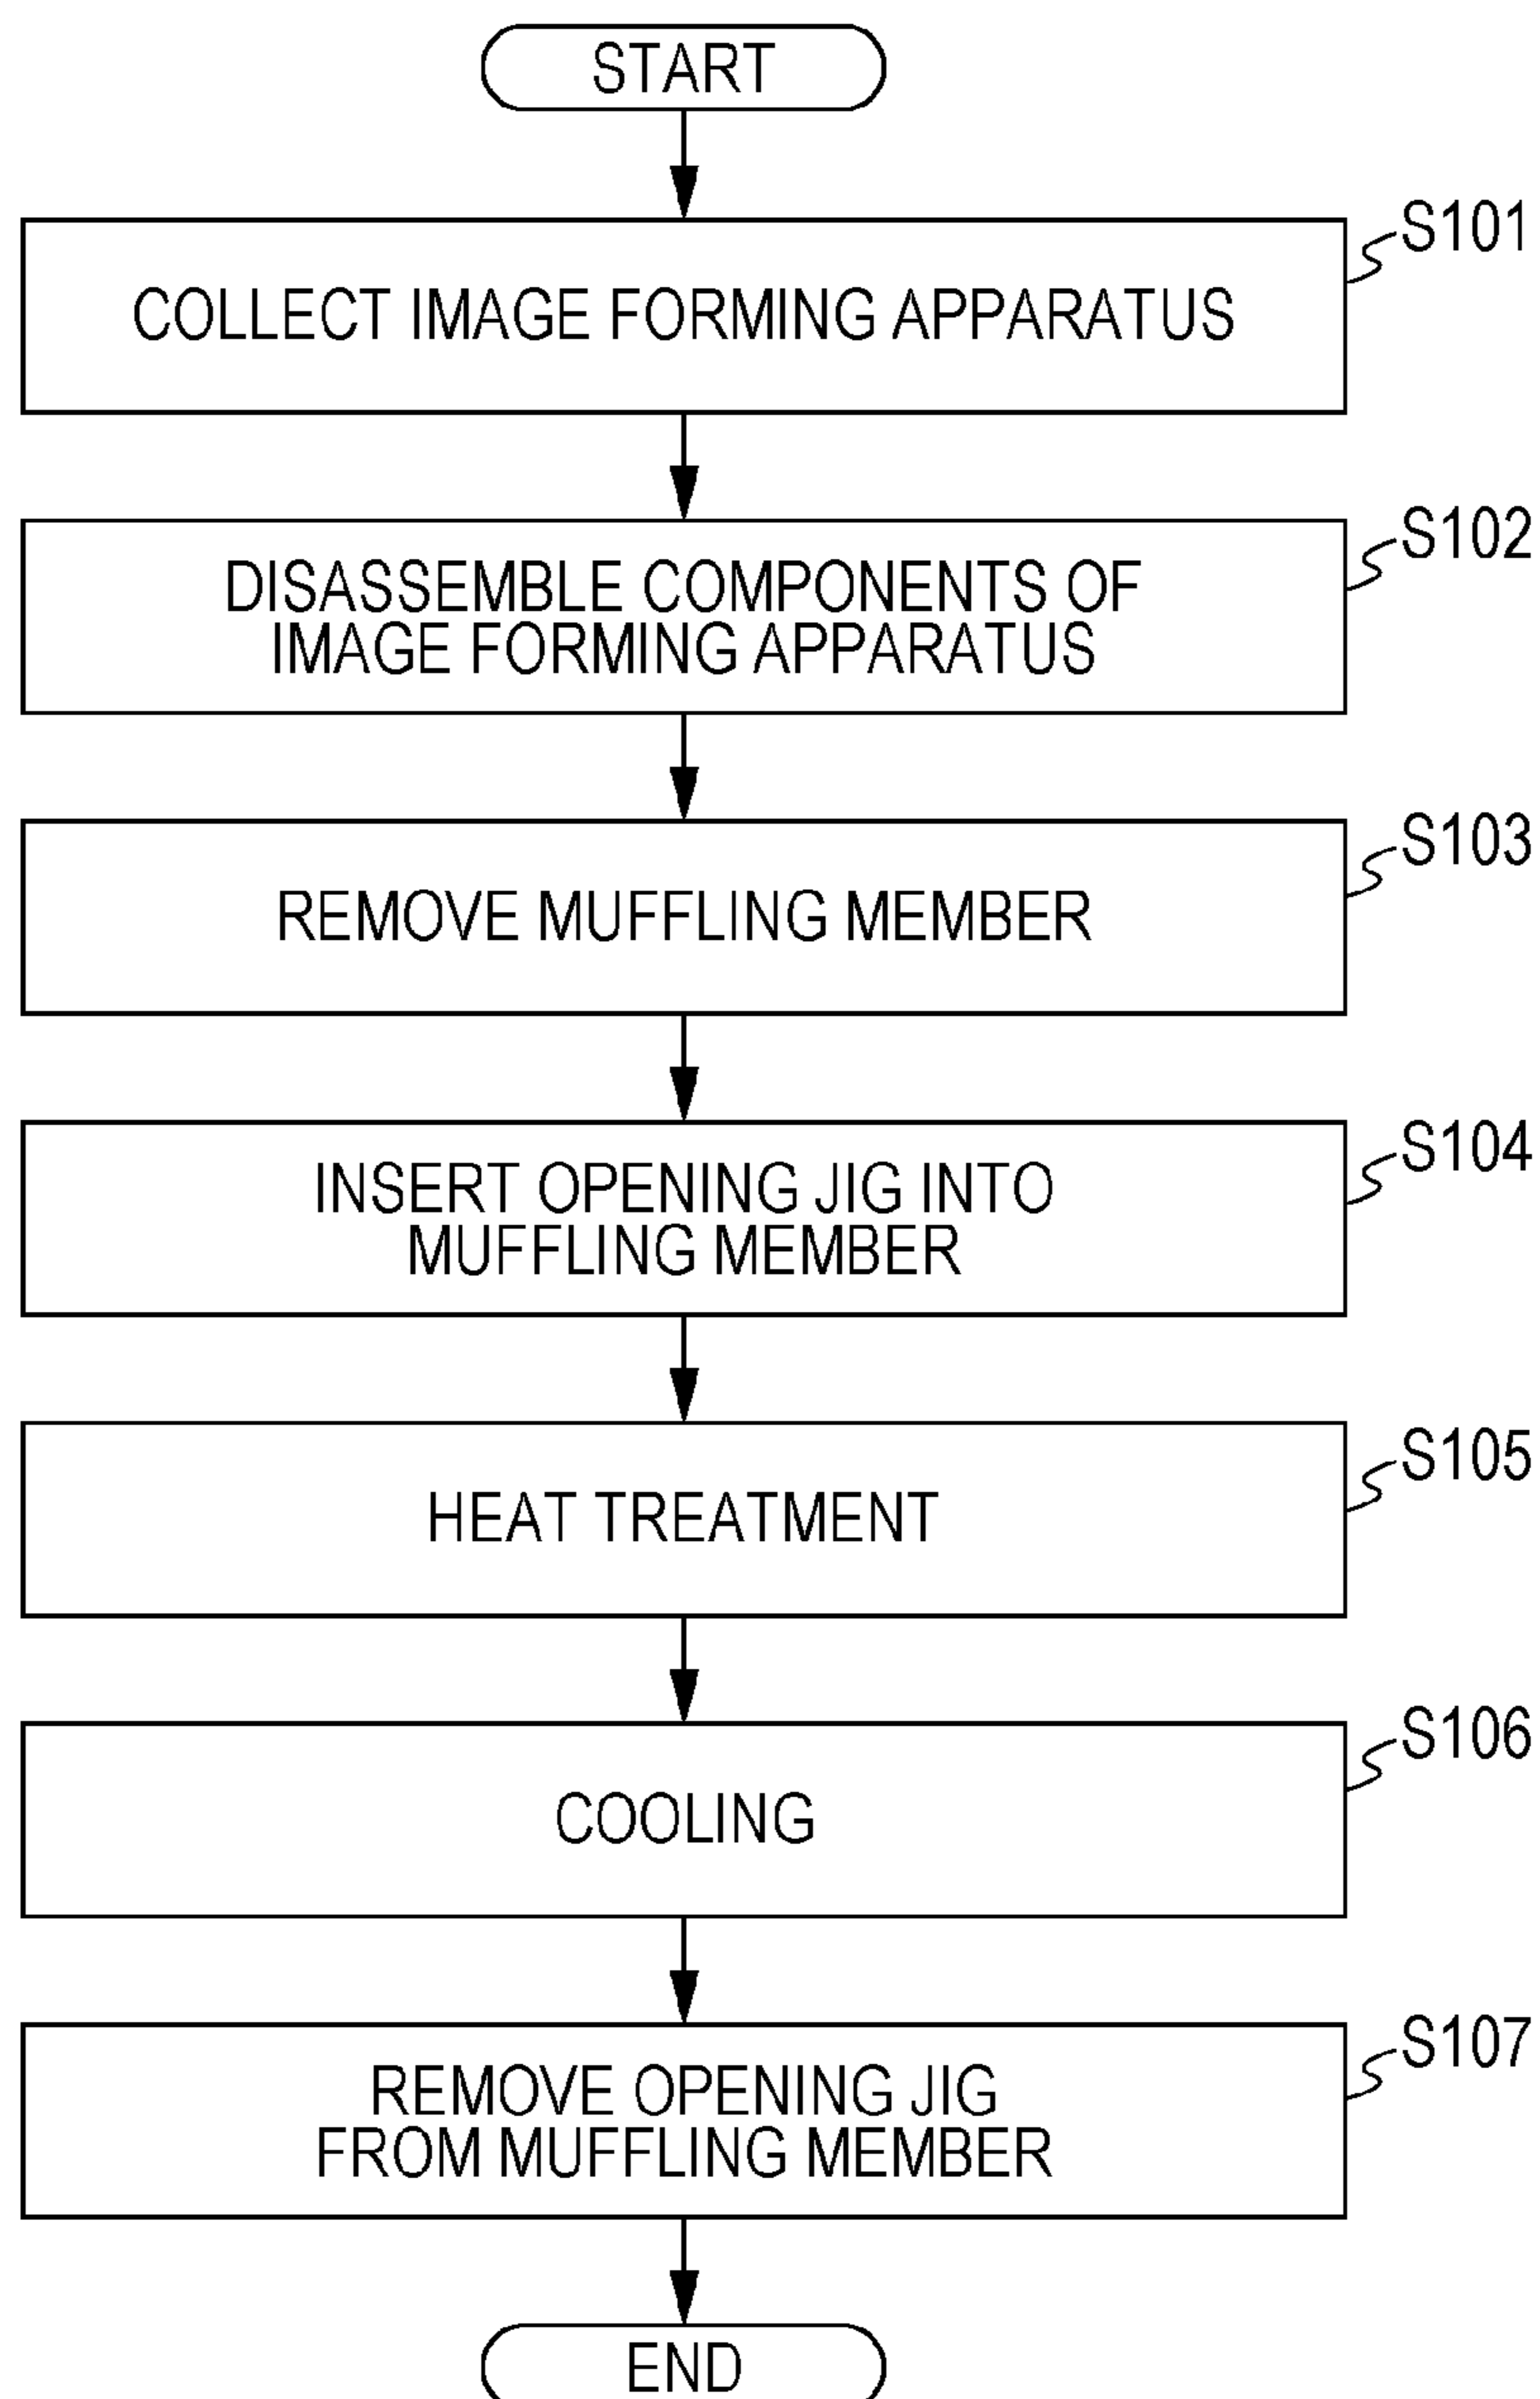 START
S101
COLLECT IMAGE FORMING APPARATUS
S102
DISASSEMBLE COMPONENTS OF
IMAGE FORMING APPARATUS
S103
REMOVE MUFFLING MEMBER
S104
INSERT OPENING JIG INTO
MUFFLING MEMBER
S105
HEAT TREATMENT
S106
COOLING
S107
REMOVE OPENING JIG
FROM MUFFLING MEMBER
END